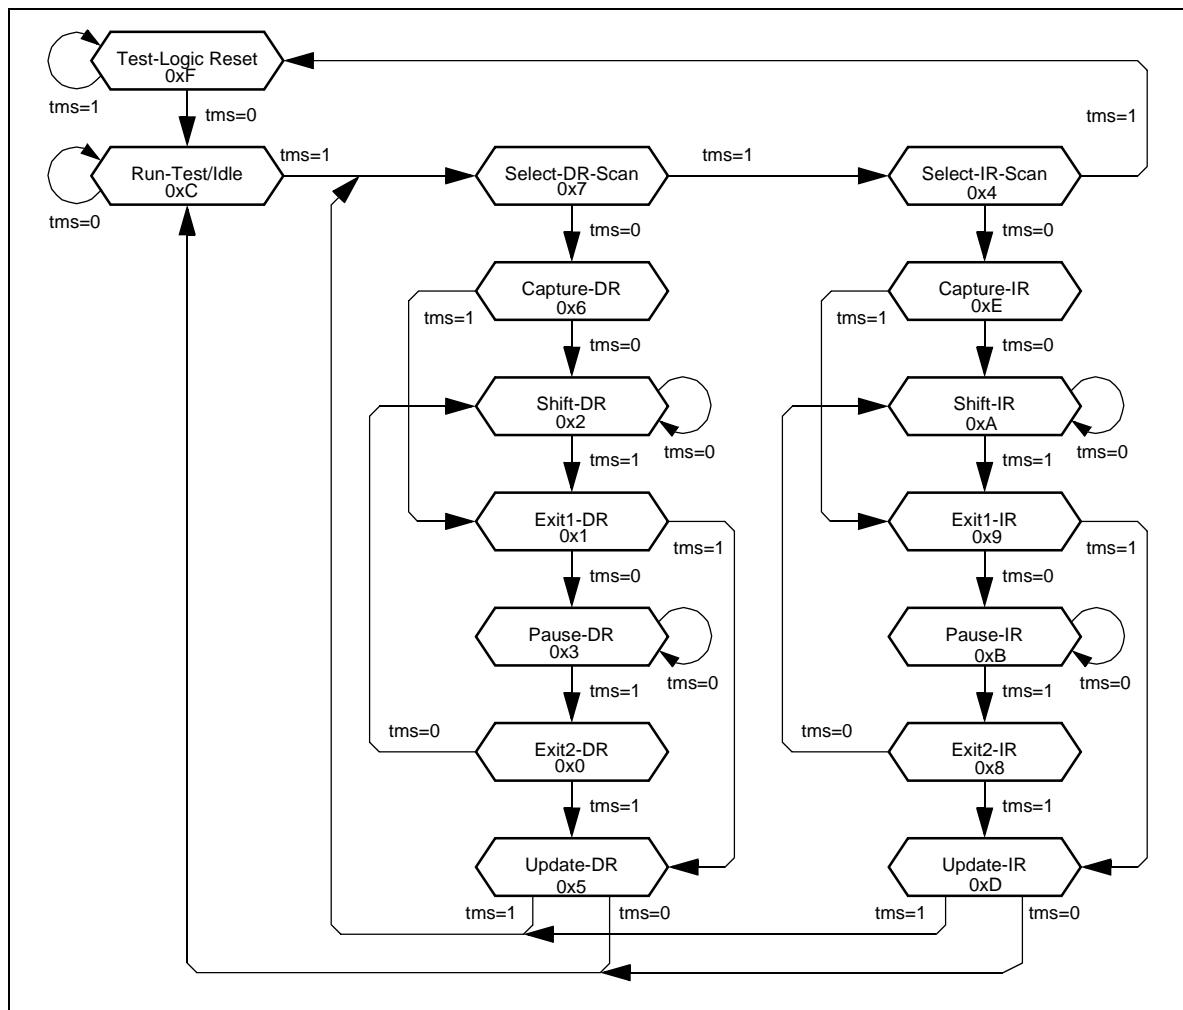 Test-Logic Reset
0xF
tms=1
tms=0
tms=1
Run-Test/Idle
0xC
tms=1
tms=0
Select-DR-Scan
0x7
tms=1
Select-IR-Scan
0x4
tms=0
tms=0
Capture-DR
0x6
tms=1
tms=0
Capture-IR
0xE
tms=1
tms=0
Shift-DR
0x2
tms=0
tms=1
Shift-IR
0xA
tms=0
tms=1
Exit1-DR
0x1
tms=1
tms=0
Exit1-IR
0x9
tms=1
tms=0
Pause-DR
0x3
tms=0
tms=1
Pause-IR
0xB
tms=0
tms=1
tms=0
Exit2-DR
0x0
tms=1
tms=0
Exit2-IR
0x8
tms=1
Update-DR
0x5
tms=1
tms=0
Update-IR
0xD
tms=1
tms=0